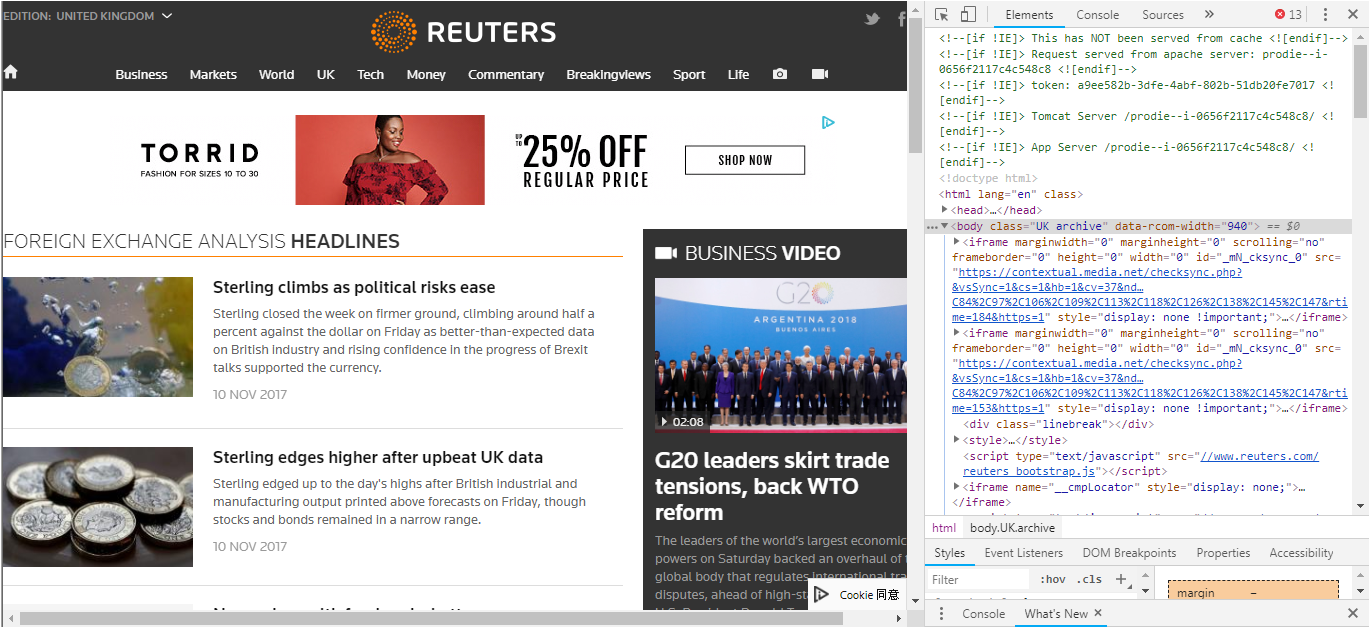 EDITION: UNITED KINGDOM
REUTERS
Business Markets World UK Tech Money Commentary Breakingviews Sport Life
TORRID
FASHION FOR SIZES 10 TO 30
UP TO 25% OFF
REGULAR PRICE
SHOP NOW
FOREIGN EXCHANGE ANALYSIS HEADLINES
Sterling climbs as political risks ease
Sterling closed the week on firmer ground, climbing around half a
percent against the dollar on Friday as better-than-expected data
on British industry and rising confidence in the progress of Brexit
talks supported the currency.
10 NOV 2017
Sterling edges higher after upbeat UK data
Sterling edged up to the day's highs after British industrial and
manufacturing output printed above forecasts on Friday, though
stocks and bonds remained in a narrow range.
10 NOV 2017
BUSINESS VIDEO
G20
ARGENTINA 2018
BUENOS AIRES
02:08
G20 leaders skirt trade
tensions, back WTO
reform
The leaders of the world's largest economic
powers on Saturday backed an overhaul of
global body that regulates international
disputes, ahead of
Cookie 同意
Elements Console Sources » 13
<!--[if !IE]> This has NOT been served from cache <![endif]-->
<!--[if !IE]> Request served from apache server: prodie--i-
0656f2117c4c548c8 <![endif]-->
<!--[if !IE]> token: a9ee582b-3dfe-4abf-802b-51db20fe7017 <!
[endif]-->
<!--[if !IE]> Tomcat Server /prodie--i-0656f2117c4c548c8/ <!
[endif]-->
<!--[if !IE]> App Server /prodie--i-0656f2117c4c548c8/ <!
[endif]-->
<!doctype html>
<html lang="en" class>
<head>…</head>
<body class="UK archive" data-rcom-width="940"> == $0
<iframe marginwidth="0" marginheight="0" scrolling="no"
frameborder="0" height="0" width="0" id="_mN_cksync_0" src=
"https://contextual.media.net/checksync.php?
&vsSync=1&cs=1&hb=1&cv=37&nd…
C84%2C97%2C106%2C109%2C113%2C118%2C126%2C138%2C145%2C147&rti
me=184&https=1" style="display: none !important;">…</iframe>
<iframe marginwidth="0" marginheight="0" scrolling="no"
frameborder="0" height="0" width="0" id="_mN_cksync_0" src=
"https://contextual.media.net/checksync.php?
&vsSync=1&cs=1&hb=1&cv=37&nd…
C84%2C97%2C106%2C109%2C113%2C118%2C126%2C138%2C145%2C147&rti
me=153&https=1" style="display: none !important;">…</iframe>
<div class="linebreak"></div>
<style>…</style>
<script type="text/javascript" src="//www.reuters.com/
reuters_bootstrap.js"></script>
<iframe name="__cmpLocator" style="display: none;">…
</iframe>
html body.UK.archive
Styles Event Listeners DOM Breakpoints Properties Accessibility
Filter :hov .cls +
margin –
Console What's New ×